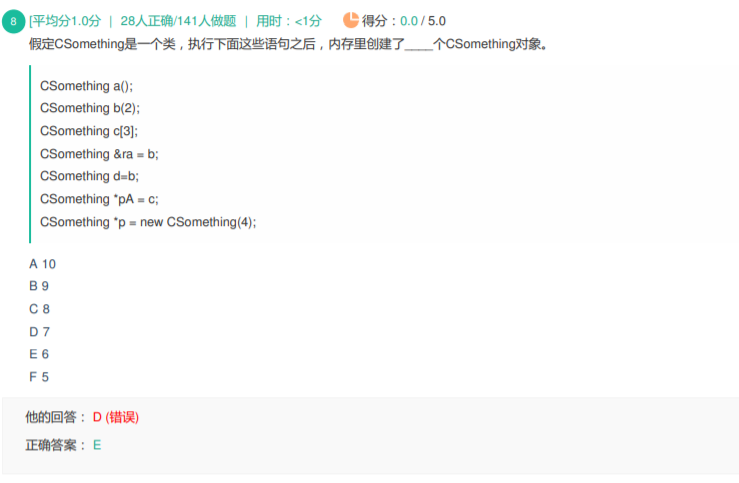 8 [平均分1.0分 | 28人正确/141人做题 | 用时：<1分 得分：0.0 / 5.0
假定CSomething是一个类，执行下面这些语句之后，内存里创建了____个CSomething对象。
CSomething a();
CSomething b(2);
CSomething c[3];
CSomething &ra = b;
CSomething d=b;
CSomething *pA = c;
CSomething *p = new CSomething(4);
A 10
B 9
C 8
D 7
E 6
F 5
他的回答： D (错误)
正确答案： E